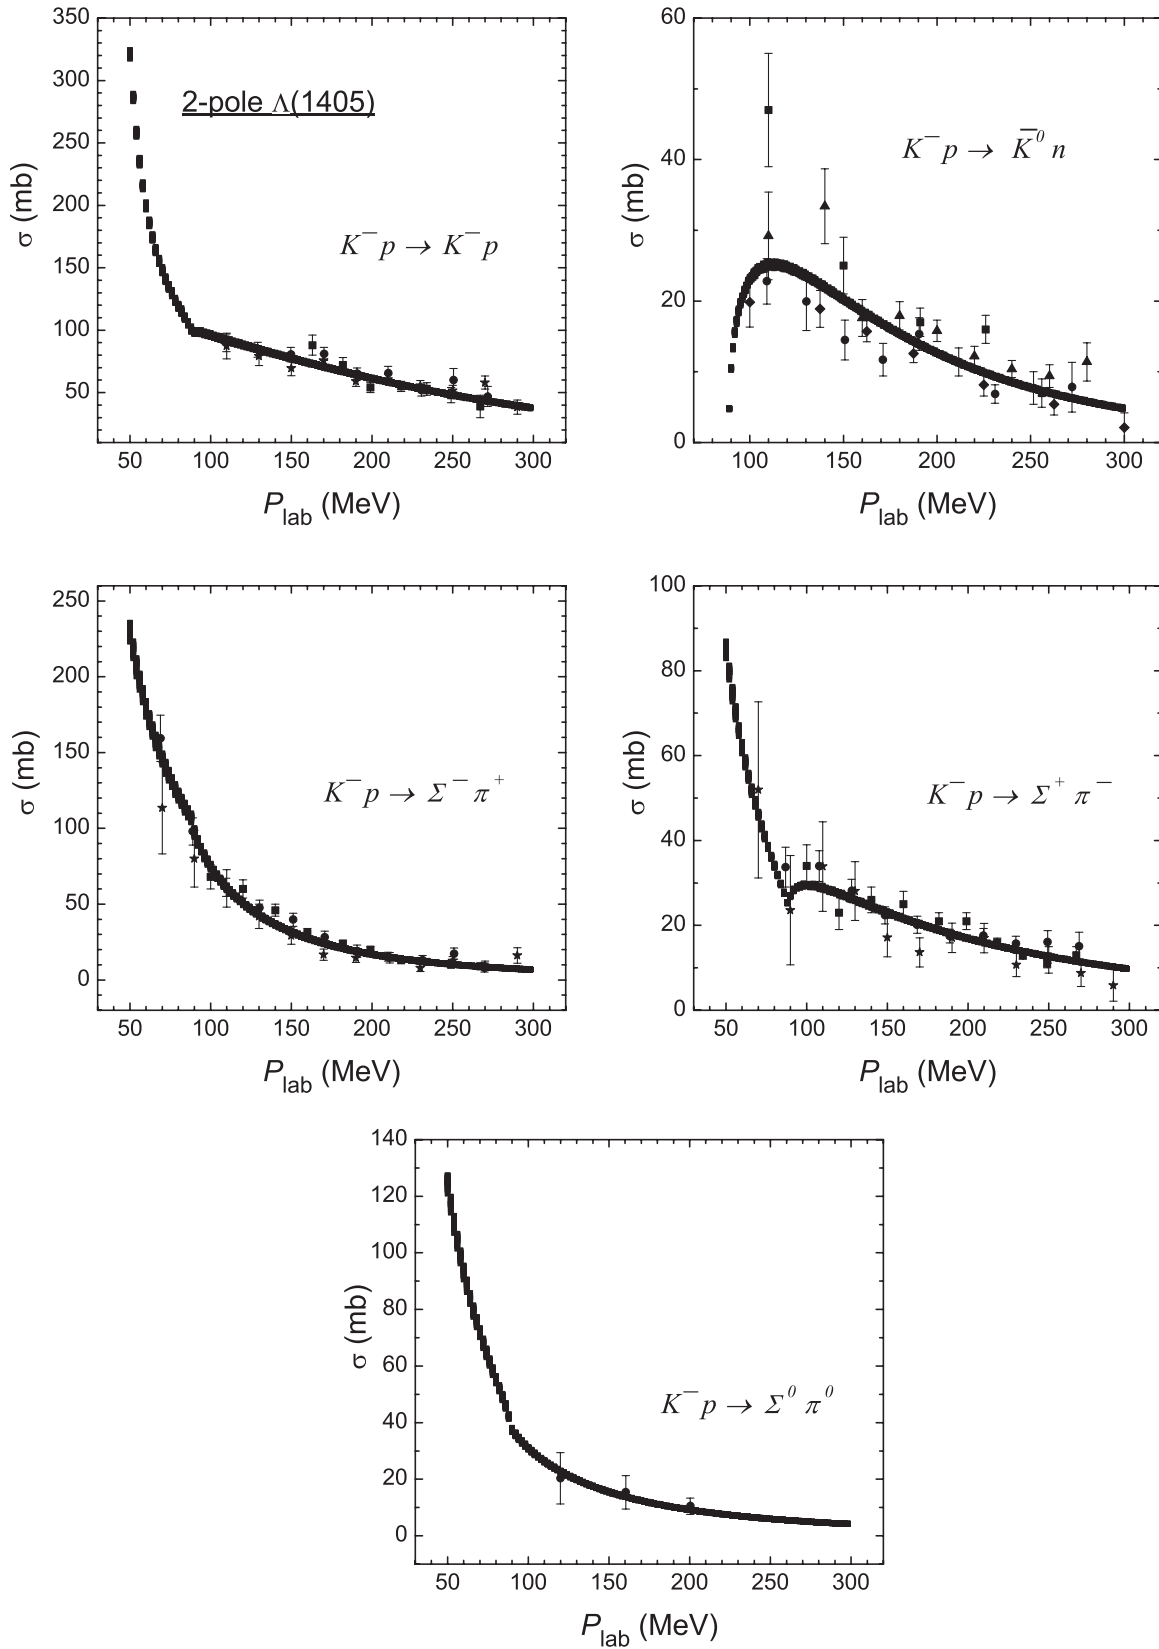 350
300
250
200
150
100
50
σ (mb)
2-pole Λ(1405)
K⁻ p → K⁻ p
50 100 150 200 250 300
P_lab (MeV)
60
40
20
0
σ (mb)
K⁻ p → K̅⁰ n
100 150 200 250 300
P_lab (MeV)
250
200
150
100
50
0
σ (mb)
K⁻ p → Σ⁻ π⁺
50 100 150 200 250 300
P_lab (MeV)
100
80
60
40
20
0
σ (mb)
K⁻ p → Σ⁺ π⁻
50 100 150 200 250 300
P_lab (MeV)
140
120
100
80
60
40
20
0
σ (mb)
K⁻ p → Σ⁰ π⁰
50 100 150 200 250 300
P_lab (MeV)